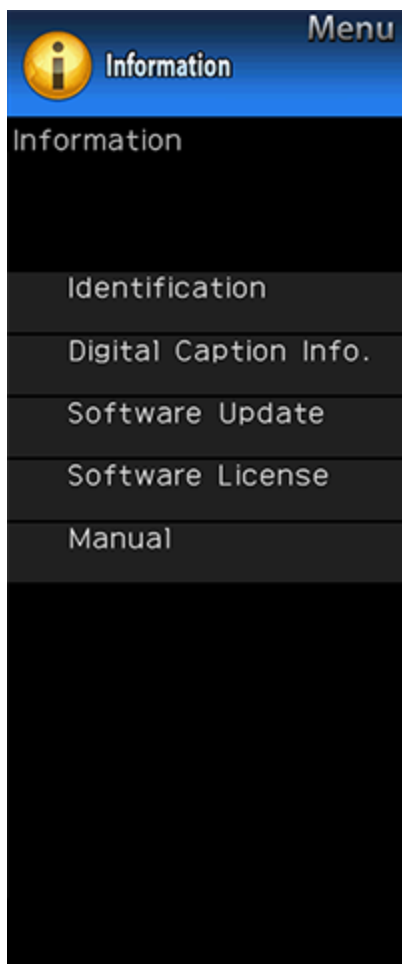 Menu
Information
Information
Identification
Digital Caption Info.
Software Update
Software License
Manual